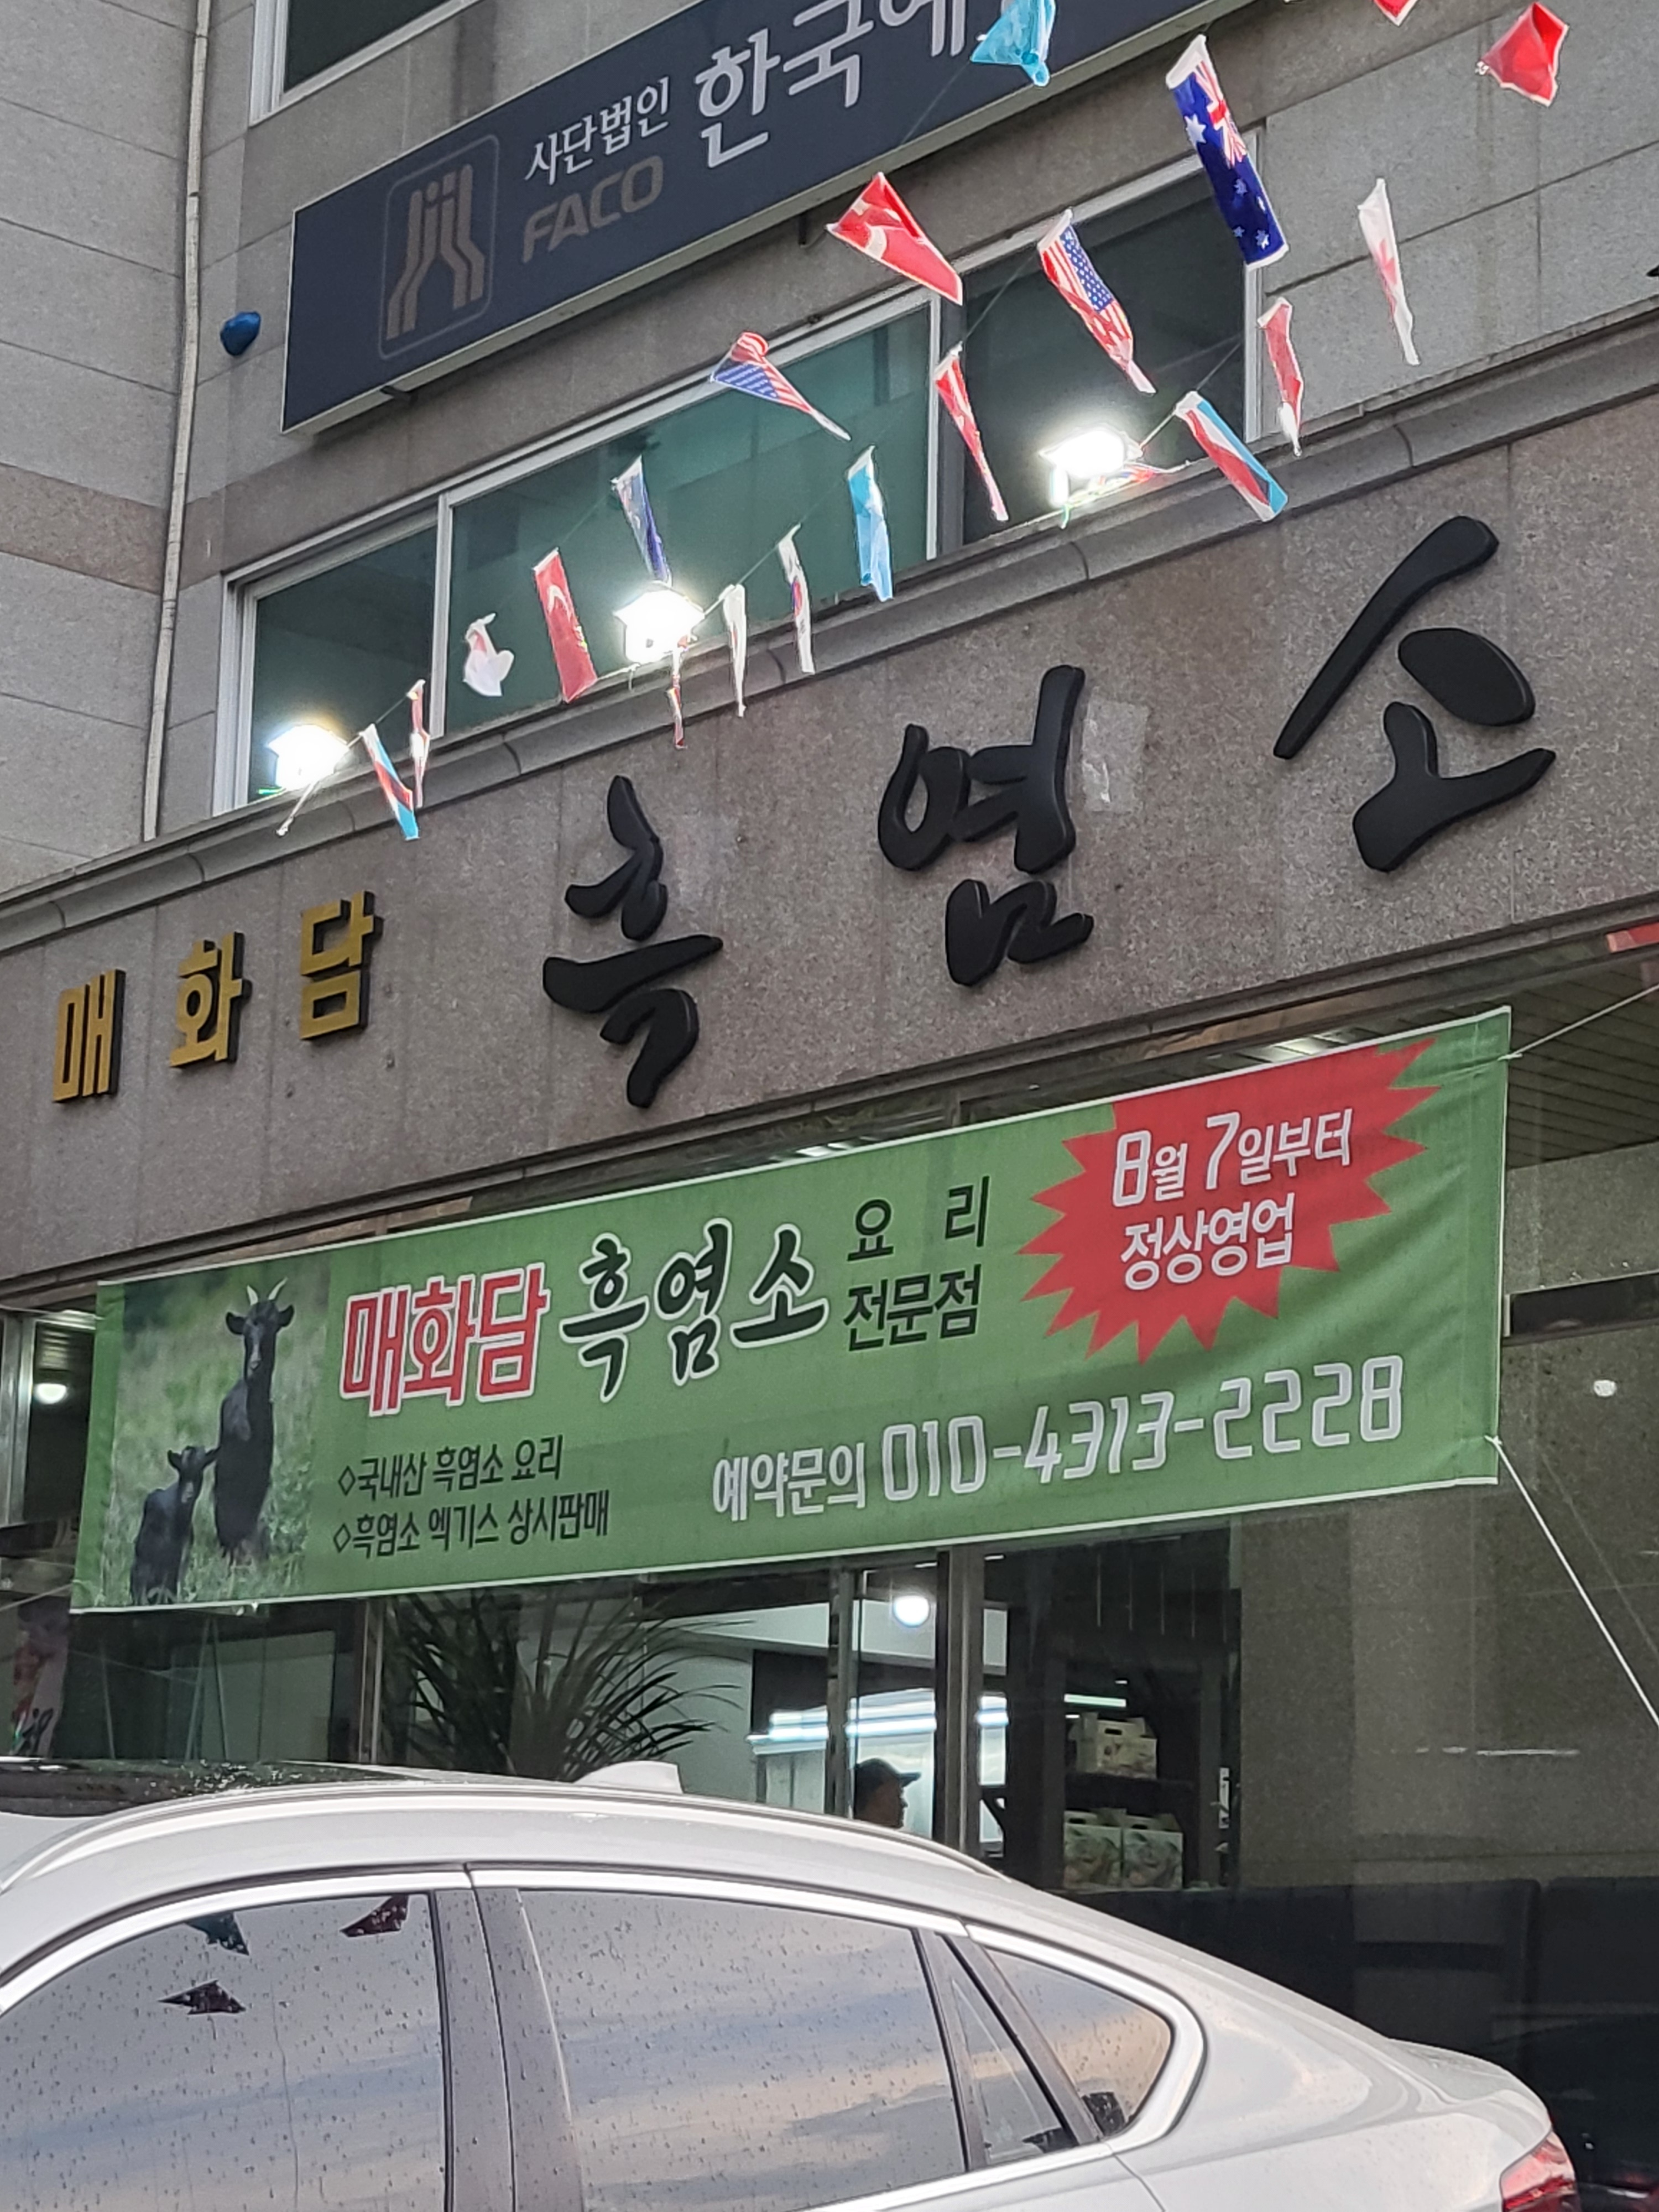 사단법인 한국예
FACO
매화담 흑염소
매화담 흑염소 요리
전문점
8월 7일부터
정상영업
◇국내산 흑염소 요리
◇흑염소 엑기스 상시판매
예약문의 010-4313-2228